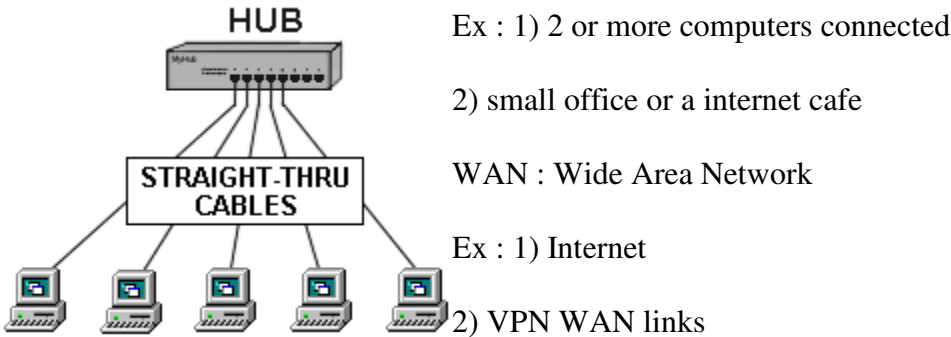 HUB
MyHub
STRAIGHT-THRU
CABLES
Ex : 1) 2 or more computers connected
2) small office or a internet cafe
WAN : Wide Area Network
Ex : 1) Internet
2) VPN WAN links